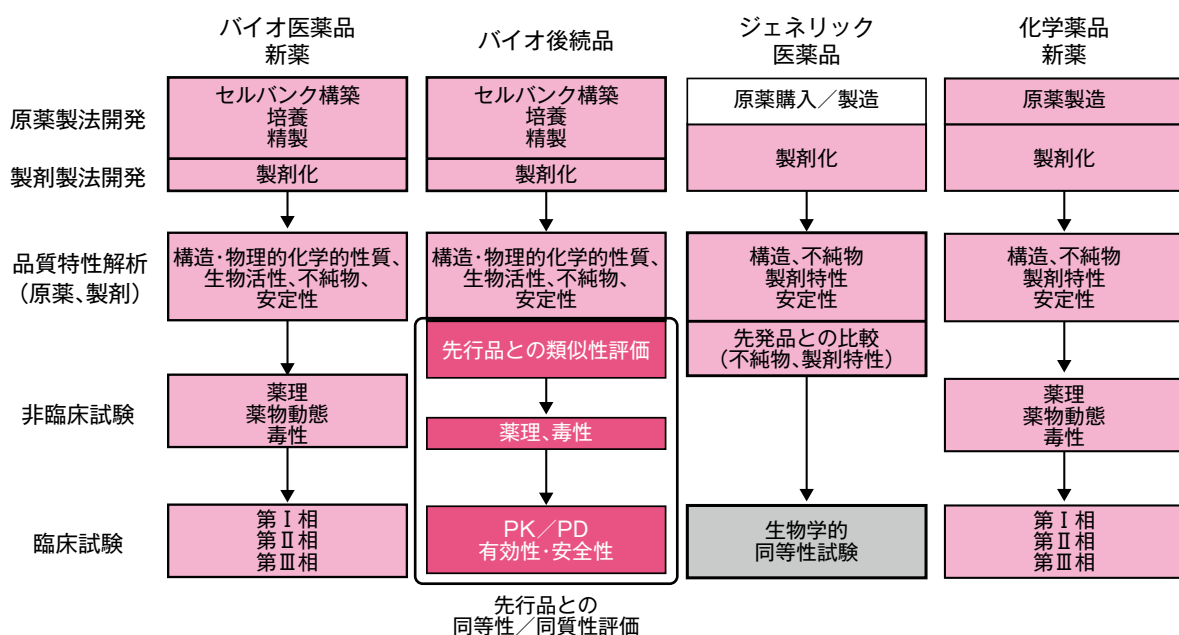 バイオ医薬品
新薬
バイオ後続品
ジェネリック
医薬品
化学薬品
新薬
原薬製法開発
セルバンク構築
培養
精製
セルバンク構築
培養
精製
原薬購入／製造
原薬製造
製剤製法開発
製剤化
製剤化
製剤化
製剤化
品質特性解析
（原薬、製剤）
構造・物理的化学的性質、
生物活性、不純物、
安定性
構造・物理的化学的性質、
生物活性、不純物、
安定性
構造、不純物
製剤特性
安定性
構造、不純物
製剤特性
安定性
先行品との類似性評価
先発品との比較
（不純物、製剤特性）
非臨床試験
薬理
薬物動態
毒性
薬理、毒性
薬理
薬物動態
毒性
臨床試験
第Ⅰ相
第Ⅱ相
第Ⅲ相
PK／PD
有効性・安全性
生物学的
同等性試験
第Ⅰ相
第Ⅱ相
第Ⅲ相
先行品との
同等性／同質性評価